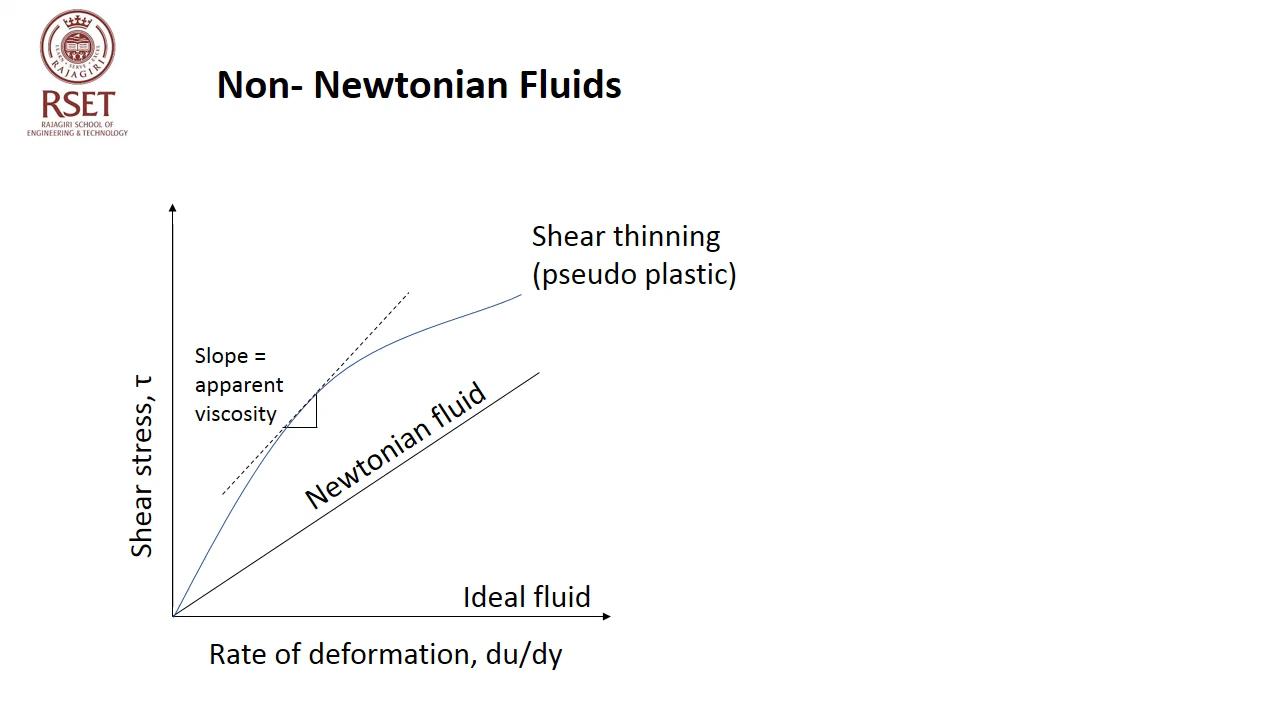 RAJAGIRI
RSET
RAJAGIRI SCHOOL OF
ENGINEERING & TECHNOLOGY
Non- Newtonian Fluids
Shear thinning
(pseudo plastic)
Slope =
apparent
viscosity
Shear stress, τ
Newtonian fluid
Ideal fluid
Rate of deformation, du/dy